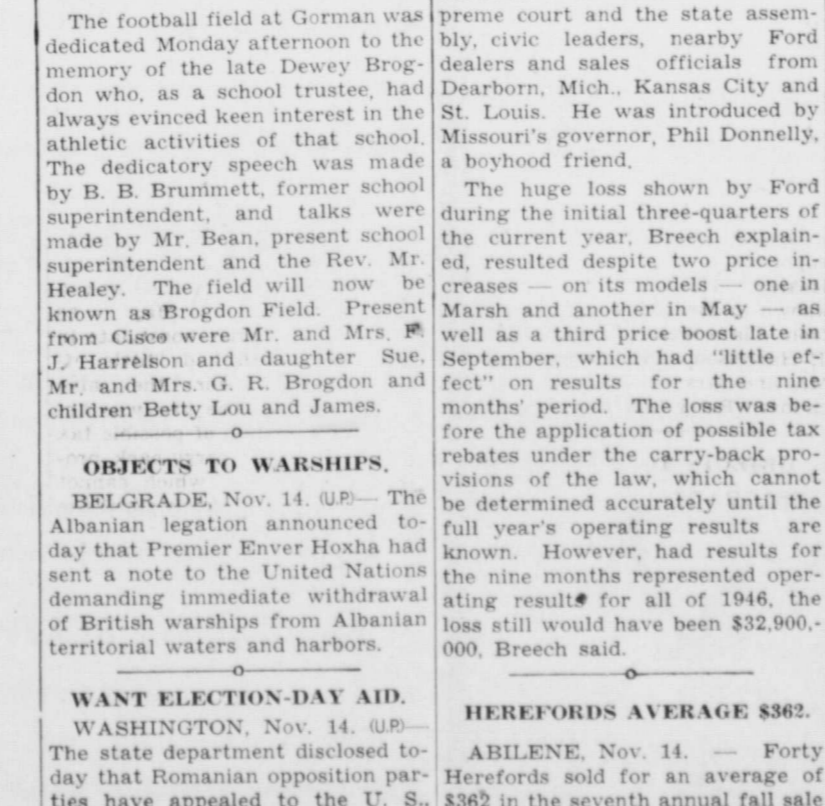 The football field at Gorman was
dedicated Monday afternoon to the
memory of the late Dewey Brog-
don who, as a school trustee, had
always evinced keen interest in the
athletic activities of that school.
The dedicatory speech was made
by B. B. Brummett, former school
superintendent, and talks were
made by Mr. Bean, present school
superintendent and the Rev. Mr.
Healey. The field will now be
known as Brogdon Field. Present
from Cisco were Mr. and Mrs. F.
J. Harrelson and daughter Sue,
Mr. and Mrs. G. R. Brogdon and
children Betty Lou and James.
OBJECTS TO WARSHIPS.
BELGRADE, Nov. 14. (U.P.)— The
Albanian legation announced to-
day that Premier Enver Hoxha had
sent a note to the United Nations
demanding immediate withdrawal
of British warships from Albanian
territorial waters and harbors.
WANT ELECTION-DAY AID.
WASHINGTON, Nov. 14. (U.P.)—
The state department disclosed to-
day that Romanian opposition par-
ties have appealed to the U. S.,
preme court and the state assem-
bly, civic leaders, nearby Ford
dealers and sales officials from
Dearborn, Mich., Kansas City and
St. Louis. He was introduced by
Missouri's governor, Phil Donnelly,
a boyhood friend.
The huge loss shown by Ford
during the initial three-quarters of
the current year, Breech explain-
ed, resulted despite two price in-
creases — on its models — one in
Marsh and another in May — as
well as a third price boost late in
September, which had "little ef-
fect" on results for the nine
months' period. The loss was be-
fore the application of possible tax
rebates under the carry-back pro-
visions of the law, which cannot
be determined accurately until the
full year's operating results are
known. However, had results for
the nine months represented oper-
ating results for all of 1946, the
loss still would have been $32,900,-
000, Breech said.
HEREFORDS AVERAGE $362.
ABILENE, Nov. 14. — Forty
Herefords sold for an average of
$362 in the seventh annual fall sale